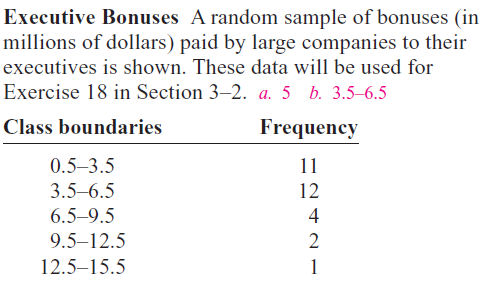 Executive Bonuses A random sample of bonuses (in
millions of dollars) paid by large companies to their
executives is shown. These data will be used for
Exercise 18 in Section 3–2. a. 5 b. 3.5–6.5
Class boundaries Frequency
0.5–3.5 11
3.5–6.5 12
6.5–9.5 4
9.5–12.5 2
12.5–15.5 1